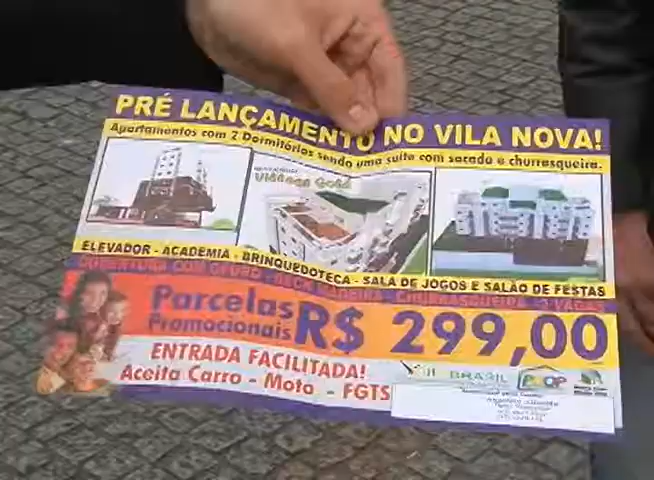 PRÉ LANÇAMENTO NO VILA NOVA!
Apartamentos com 2 Dormitórios sendo uma suíte com sacada e churrasqueira.
Gold
ELEVADOR - ACADEMIA - BRINQUEDOTECA - SALA DE JOGOS E SALÃO DE FESTAS
COBERTURA COM - DECK MADEIRA - CHURRASQUEIRA VAGAS
Parcelas
Promocionais R$ 299,00
ENTRADA FACILITADA!
Aceita Carro - Moto - FGTS
BRASIL